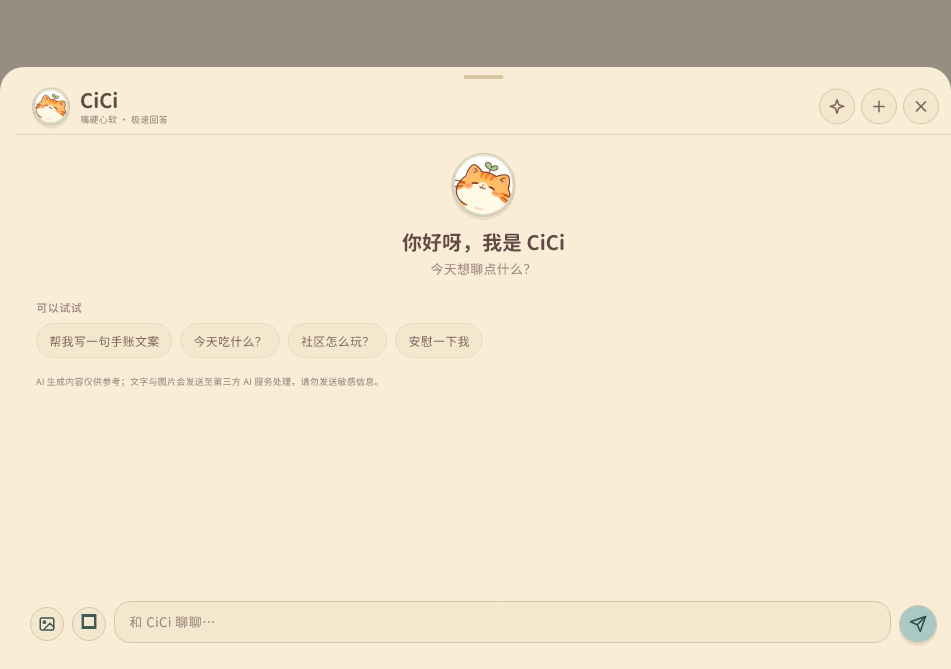 CiCi
嘴硬心软 · 极速回答
你好呀，我是 CiCi
今天想聊点什么？
可以试试
帮我写一句手账文案
今天吃什么？
社区怎么玩？
安慰一下我
AI 生成内容仅供参考；文字与图片会发送至第三方 AI 服务处理，请勿发送敏感信息。
和 CiCi 聊聊…